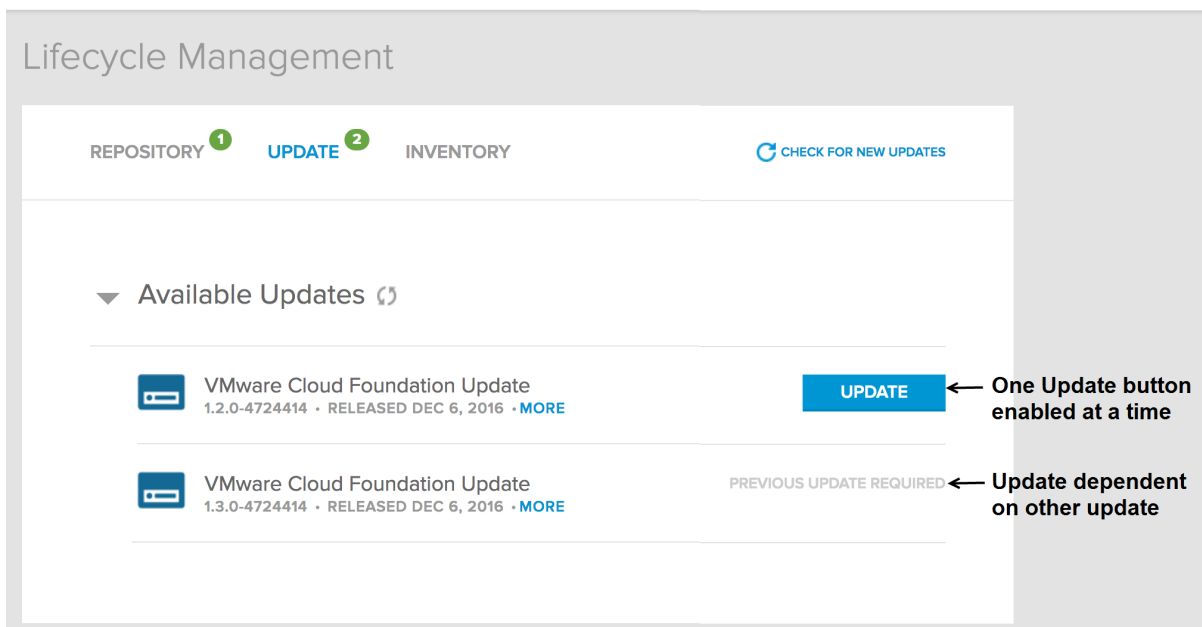 Lifecycle Management
REPOSITORY 1 UPDATE 2 INVENTORY CHECK FOR NEW UPDATES
Available Updates
VMware Cloud Foundation Update
1.2.0-4724414 • RELEASED DEC 6, 2016 • MORE
UPDATE
One Update button
enabled at a time
VMware Cloud Foundation Update
1.3.0-4724414 • RELEASED DEC 6, 2016 • MORE
PREVIOUS UPDATE REQUIRED
Update dependent
on other update